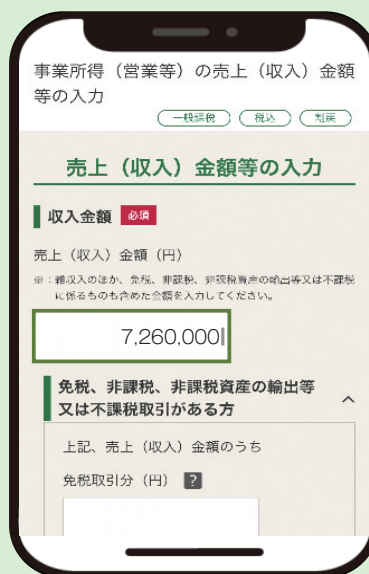 事業所得（営業等）の売上（収入）金額
等の入力
一般課税 税込 割戻
売上（収入）金額等の入力
収入金額 必須
売上（収入）金額（円）
※：雑収入のほか、免税、非課税、非課税資産の輸出等又は不課税
に係るものも含めた金額を入力してください。
7,260,000
免税、非課税、非課税資産の輸出等
又は不課税取引がある方
上記、売上（収入）金額のうち
免税取引分（円） ?